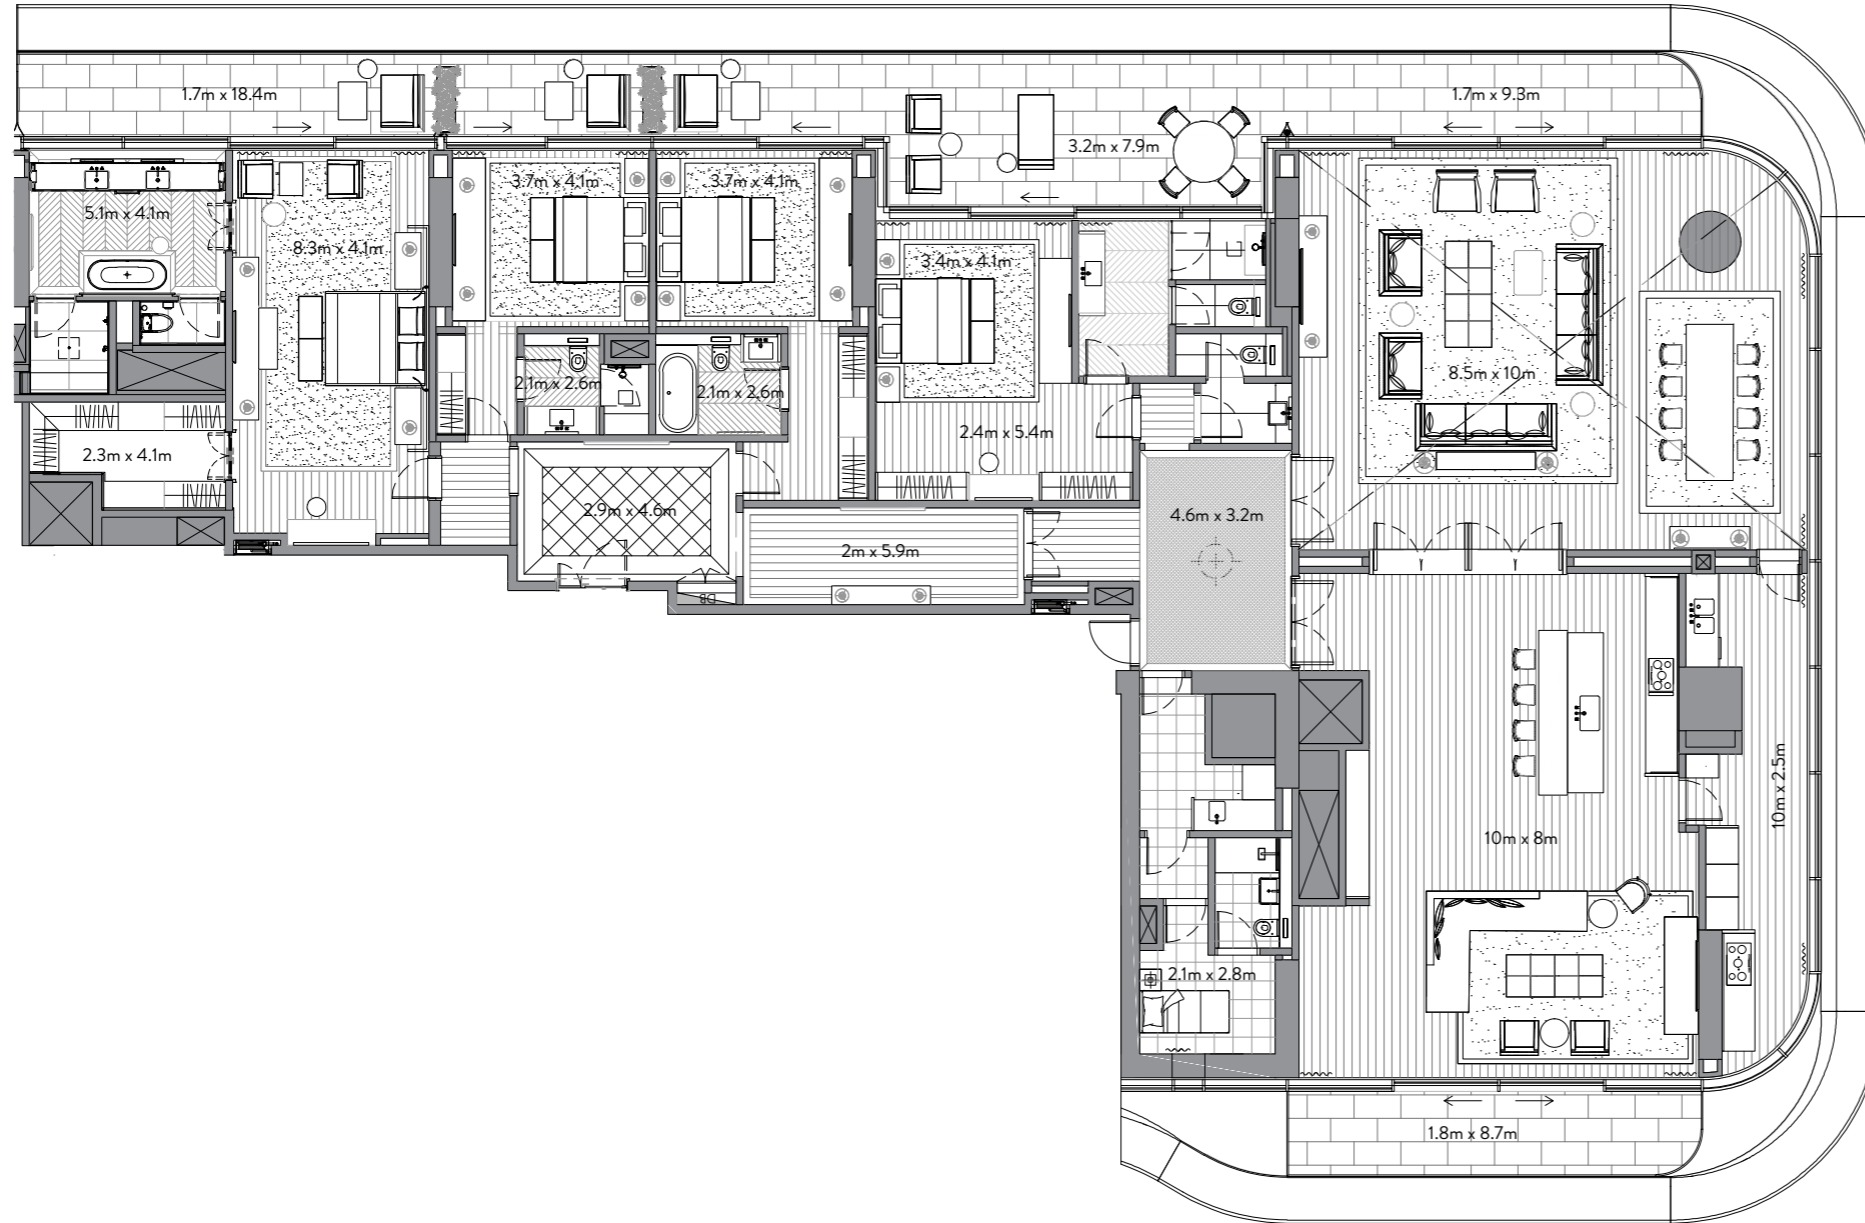 1.7m x 18.4m
1.7m x 9.3m
3.2m x 7.9m
3.7m x 4.1m
3.7m x 4.1m
5.1m x 4.1m
8.3m x 4.1m
3.4m x 4.1m
8.5m x 10m
2.1m x 2.6m
2.1m x 2.6m
2.4m x 5.4m
2.3m x 4.1m
2.9m x 4.6m
4.6m x 3.2m
2m x 5.9m
DB
10m x 2.5m
10m x 8m
2.1m x 2.8m
1.8m x 8.7m